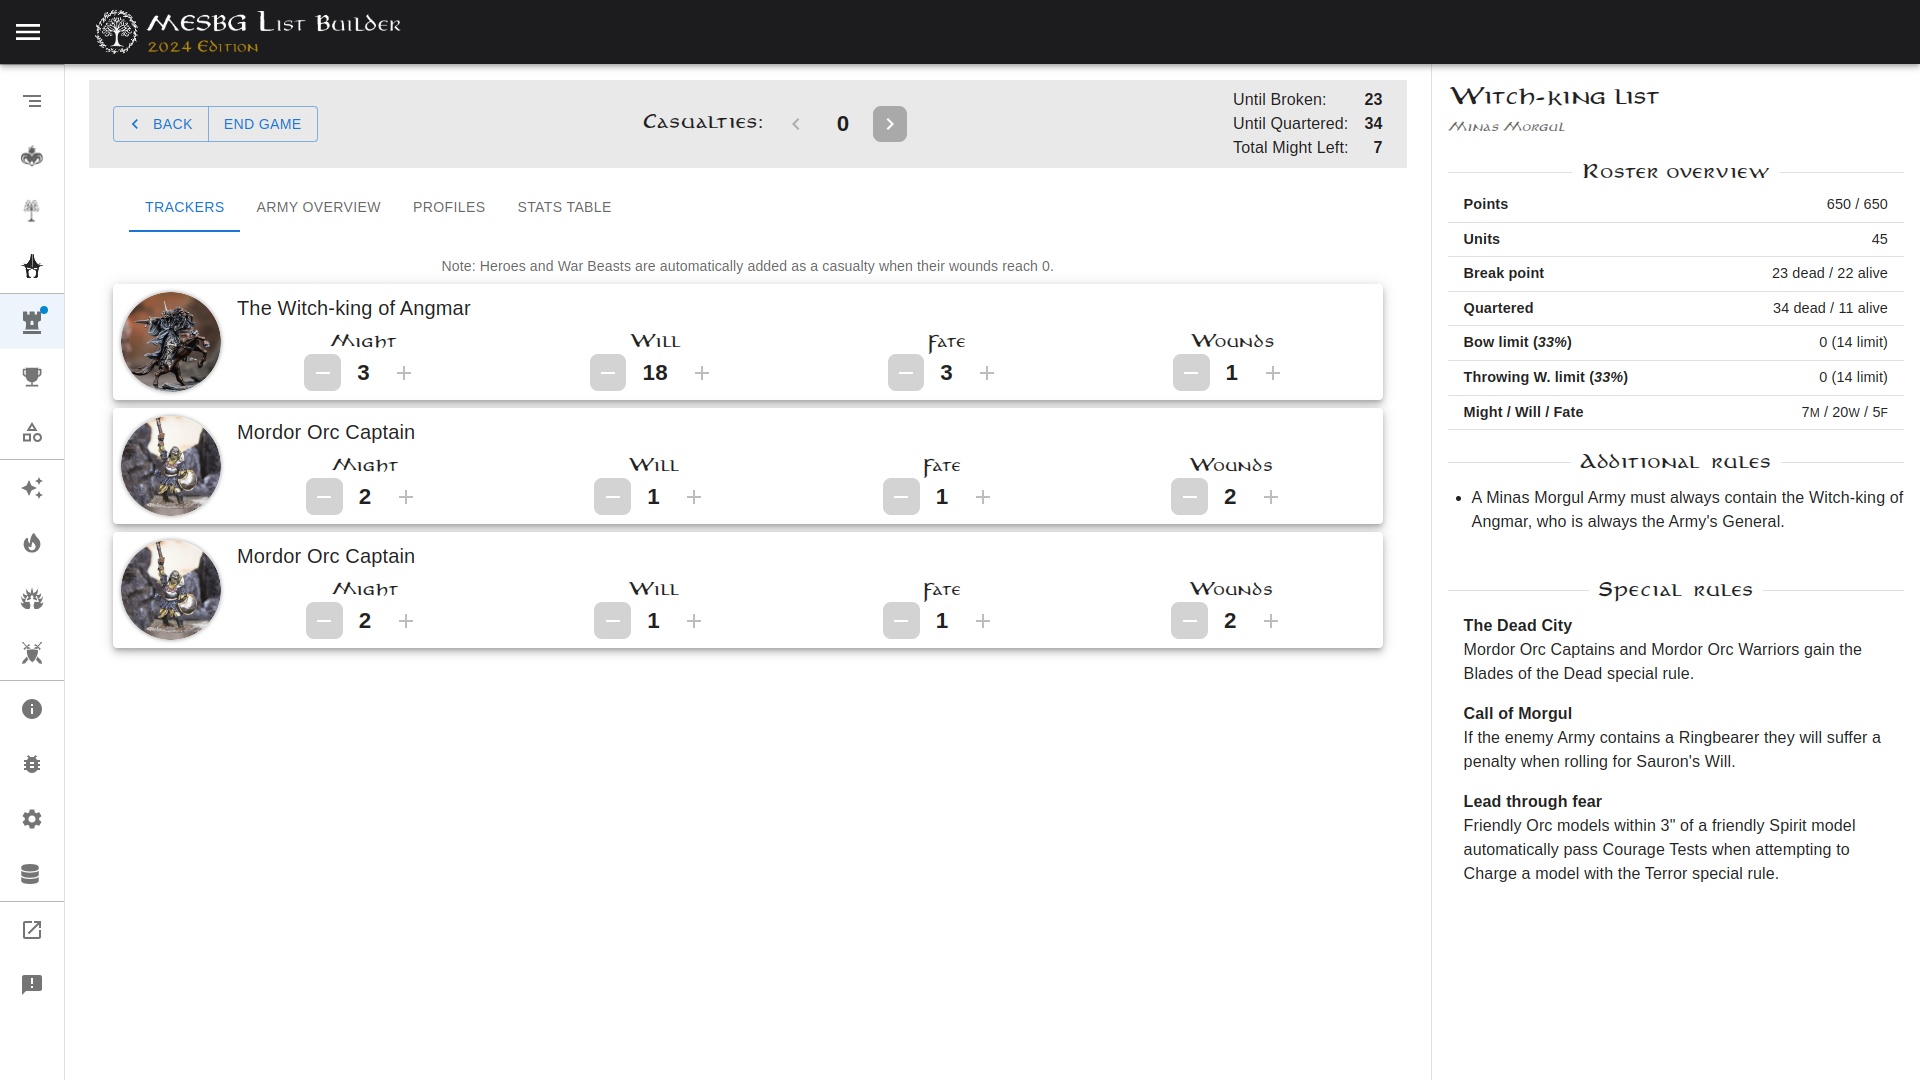 MESBG List Builder
2024 Edition
BACK
END GAME
Casualties:
0
Until Broken: 23
Until Quartered: 34
Total Might Left: 7
TRACKERS
ARMY OVERVIEW
PROFILES
STATS TABLE
Note: Heroes and War Beasts are automatically added as a casualty when their wounds reach 0.
The Witch-king of Angmar
Might Will Fate Wounds
3 18 3 1
Mordor Orc Captain
Might Will Fate Wounds
2 1 1 2
Mordor Orc Captain
Might Will Fate Wounds
2 1 1 2
Witch-king list
Minas Morgul
Roster overview
Points 650 / 650
Units 45
Break point 23 dead / 22 alive
Quartered 34 dead / 11 alive
Bow limit (33%) 0 (14 limit)
Throwing W. limit (33%) 0 (14 limit)
Might / Will / Fate 7M / 20W / 5F
Additional rules
• A Minas Morgul Army must always contain the Witch-king of
Angmar, who is always the Army's General.
Special rules
The Dead City
Mordor Orc Captains and Mordor Orc Warriors gain the
Blades of the Dead special rule.
Call of Morgul
If the enemy Army contains a Ringbearer they will suffer a
penalty when rolling for Sauron's Will.
Lead through fear
Friendly Orc models within 3" of a friendly Spirit model
automatically pass Courage Tests when attempting to
Charge a model with the Terror special rule.